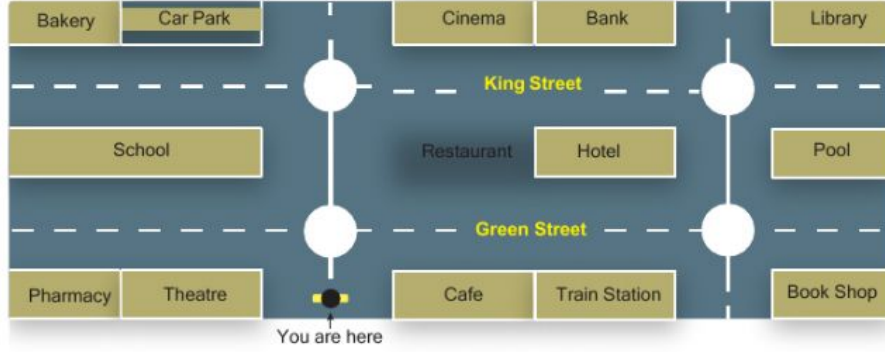 Bakery Car Park Cinema Bank Library
King Street
School Restaurant Hotel Pool
Green Street
Pharmacy Theatre Cafe Train Station Book Shop
You are here